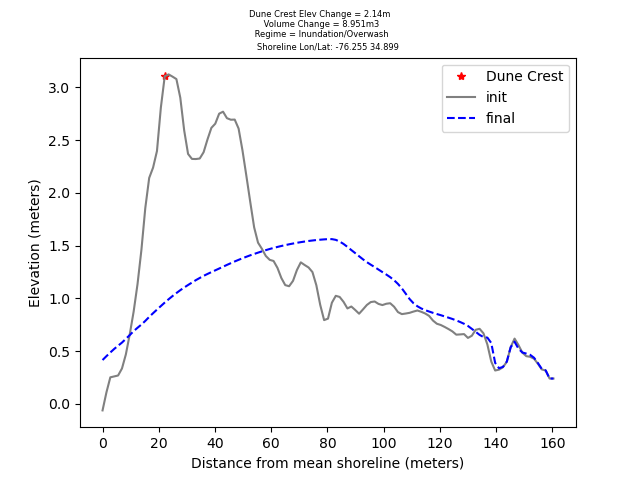 Dune Crest Elev Change = 2.14m
Volume Change = 8.951m3
Regime = Inundation/Overwash
Shoreline Lon/Lat: -76.255 34.899
Dune Crest
init
final
Elevation (meters)
3.0
2.5
2.0
1.5
1.0
0.5
0.0
0 20 40 60 80 100 120 140 160
Distance from mean shoreline (meters)